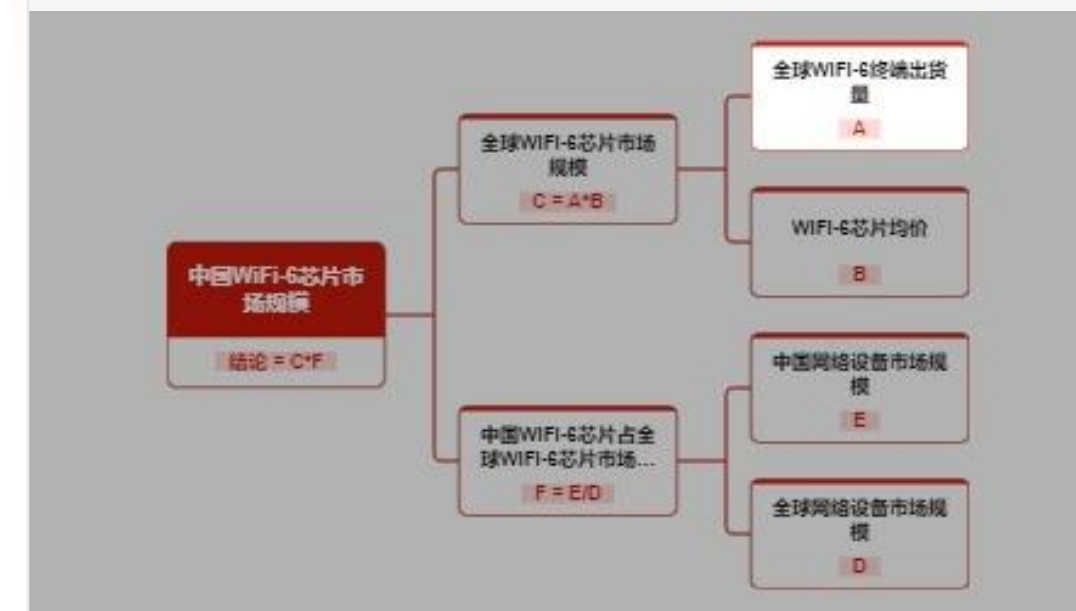 中国WiFi-6芯片市
场规模
结论 = C*F
全球WIFI-6芯片市场
规模
C = A*B
全球WIFI-6终端出货
量
A
WIFI-6芯片均价
B
中国WIFI-6芯片占全
球WIFI-6芯片市场...
F = E/D
中国网络设备市场规
模
E
全球网络设备市场规
模
D